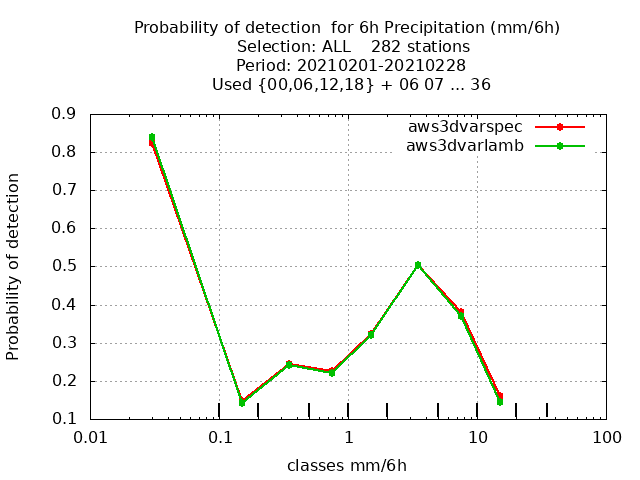 Probability of detection  for 6h Precipitation (mm/6h)
Selection: ALL    282 stations
Period: 20210201-20210228
Used {00,06,12,18} + 06 07 ... 36
aws3dvarspec
aws3dvarlamb
0.9
0.8
0.7
0.6
0.5
0.4
0.3
0.2
0.1
Probability of detection
0.01 0.1 1 10 100
classes mm/6h